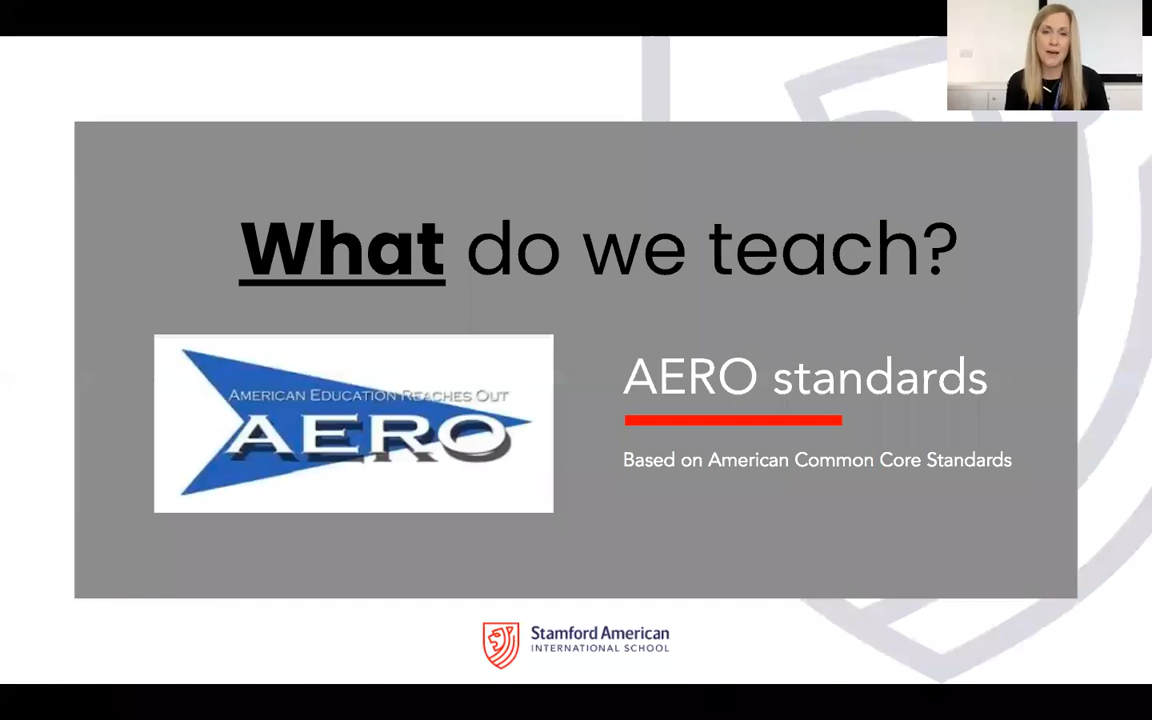 What do we teach?
AMERICAN EDUCATION REACHES OUT
AERO
AERO standards
Based on American Common Core Standards
Stamford American
INTERNATIONAL SCHOOL